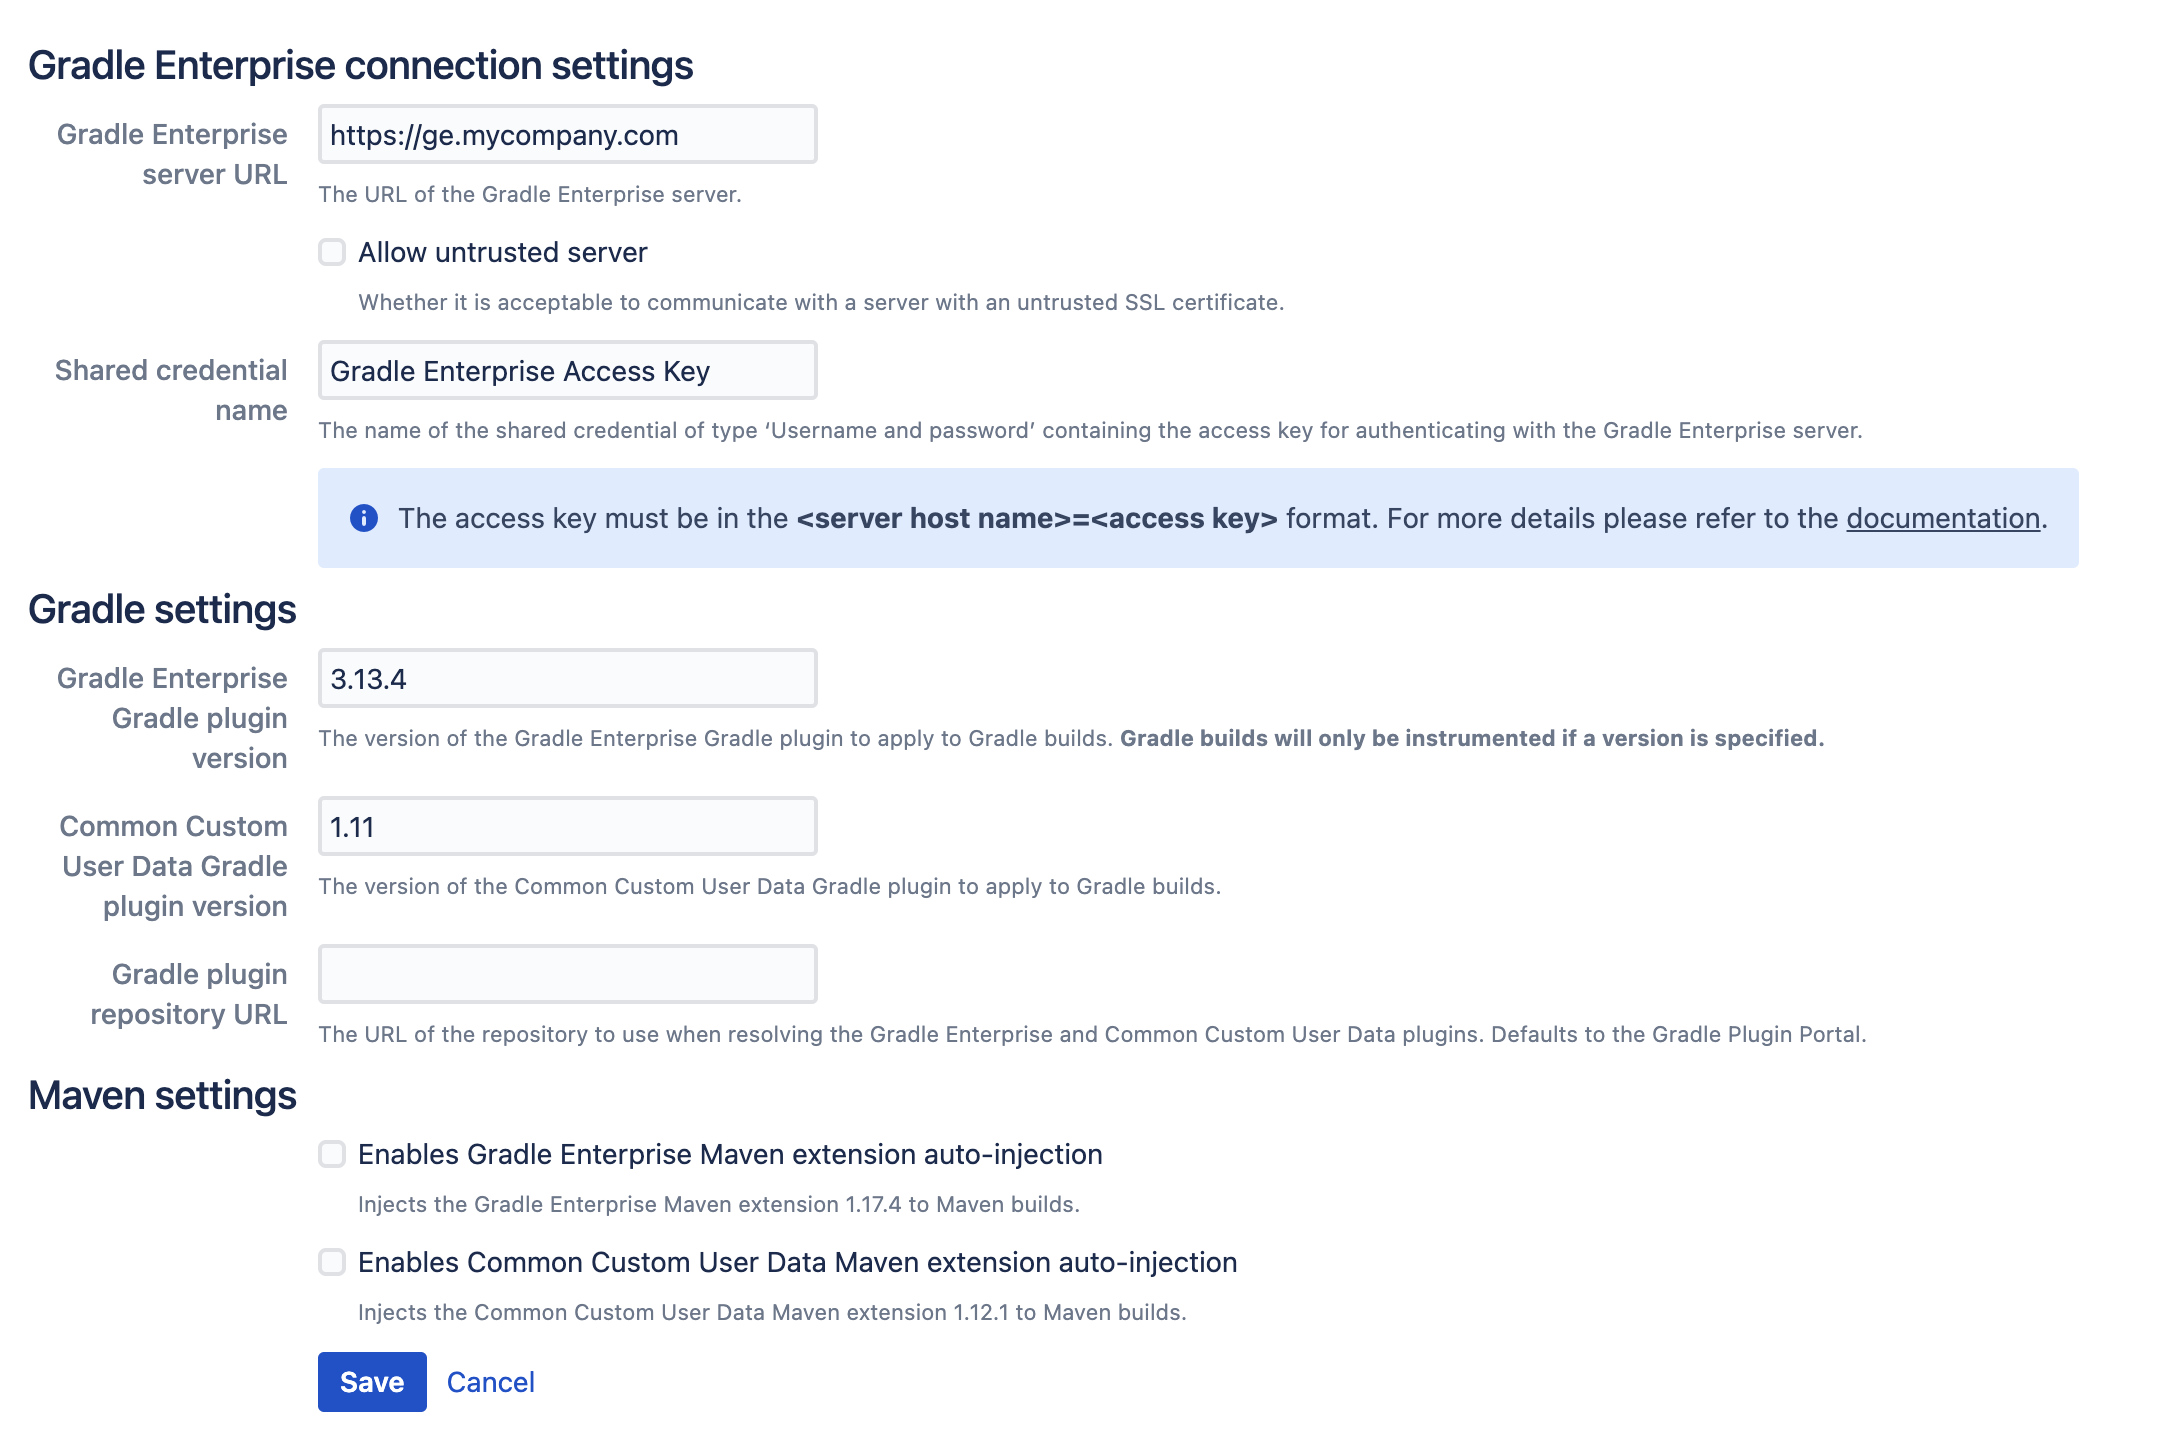 Gradle Enterprise connection settings
Gradle Enterprise
server URL
https://ge.mycompany.com
The URL of the Gradle Enterprise server.
Allow untrusted server
Whether it is acceptable to communicate with a server with an untrusted SSL certificate.
Shared credential
name
Gradle Enterprise Access Key
The name of the shared credential of type ‘Username and password’ containing the access key for authenticating with the Gradle Enterprise server.
The access key must be in the <server host name>=<access key> format. For more details please refer to the documentation.
Gradle settings
Gradle Enterprise
Gradle plugin
version
3.13.4
The version of the Gradle Enterprise Gradle plugin to apply to Gradle builds. Gradle builds will only be instrumented if a version is specified.
Common Custom
User Data Gradle
plugin version
1.11
The version of the Common Custom User Data Gradle plugin to apply to Gradle builds.
Gradle plugin
repository URL
The URL of the repository to use when resolving the Gradle Enterprise and Common Custom User Data plugins. Defaults to the Gradle Plugin Portal.
Maven settings
Enables Gradle Enterprise Maven extension auto-injection
Injects the Gradle Enterprise Maven extension 1.17.4 to Maven builds.
Enables Common Custom User Data Maven extension auto-injection
Injects the Common Custom User Data Maven extension 1.12.1 to Maven builds.
Save Cancel